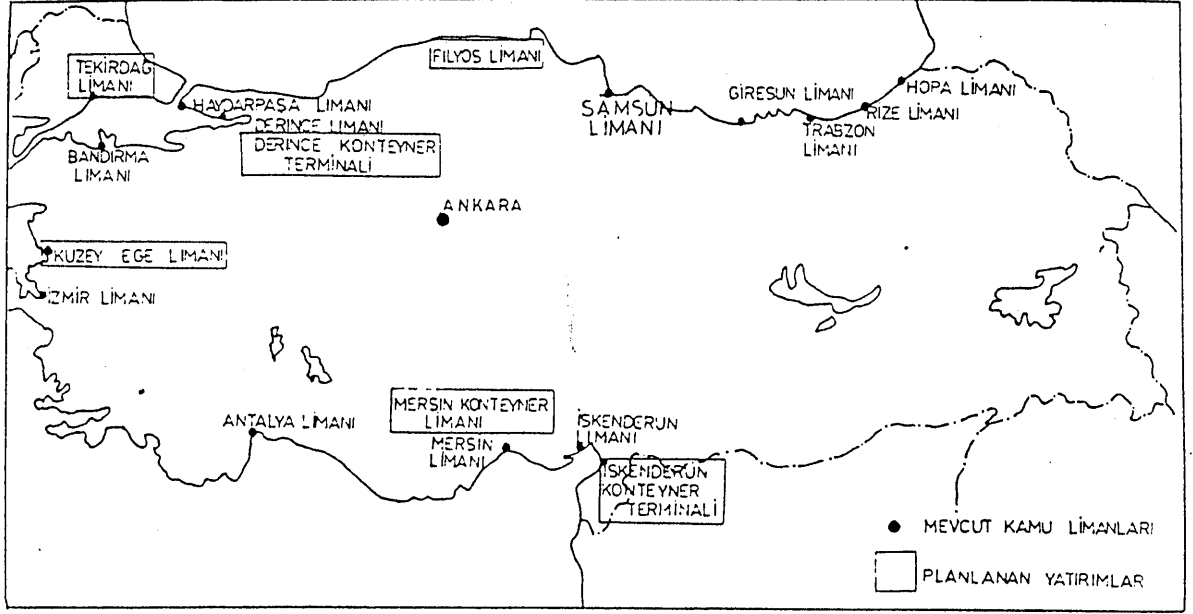 TEKİRDAĞ
LİMANI
FİLYOS LİMANI
HAYDARPAŞA LİMANI
DERİNCE LİMANI
DERİNCE KONTEYNER
TERMİNALİ
BANDIRMA
LİMANI
SAMSUN
LİMANI
GİRESUN LİMANI
TRABZON
LİMANI
RİZE LİMANI
HOPA LİMANI
ANKARA
KUZEY EGE LİMANI
İZMİR LİMANI
ANTALYA LİMANI
MERSİN KONTEYNER
LİMANI
MERSİN
LİMANI
İSKENDERUN
LİMANI
İSKENDERUN
KONTEYNER
TERMİNALİ
MEVCUT KAMU LİMANLARI
PLANLANAN YATIRIMLAR